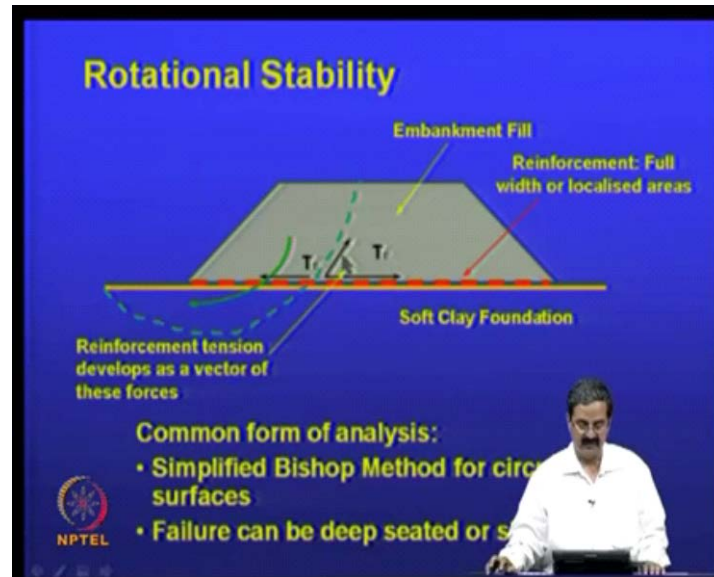 Rotational Stability
Embankment Fill
Reinforcement: Full
width or localised areas
Soft Clay Foundation
Reinforcement tension
develops as a vector of
these forces
Common form of analysis:
• Simplified Bishop Method for
surfaces
• Failure can be deep seated or
NPTEL